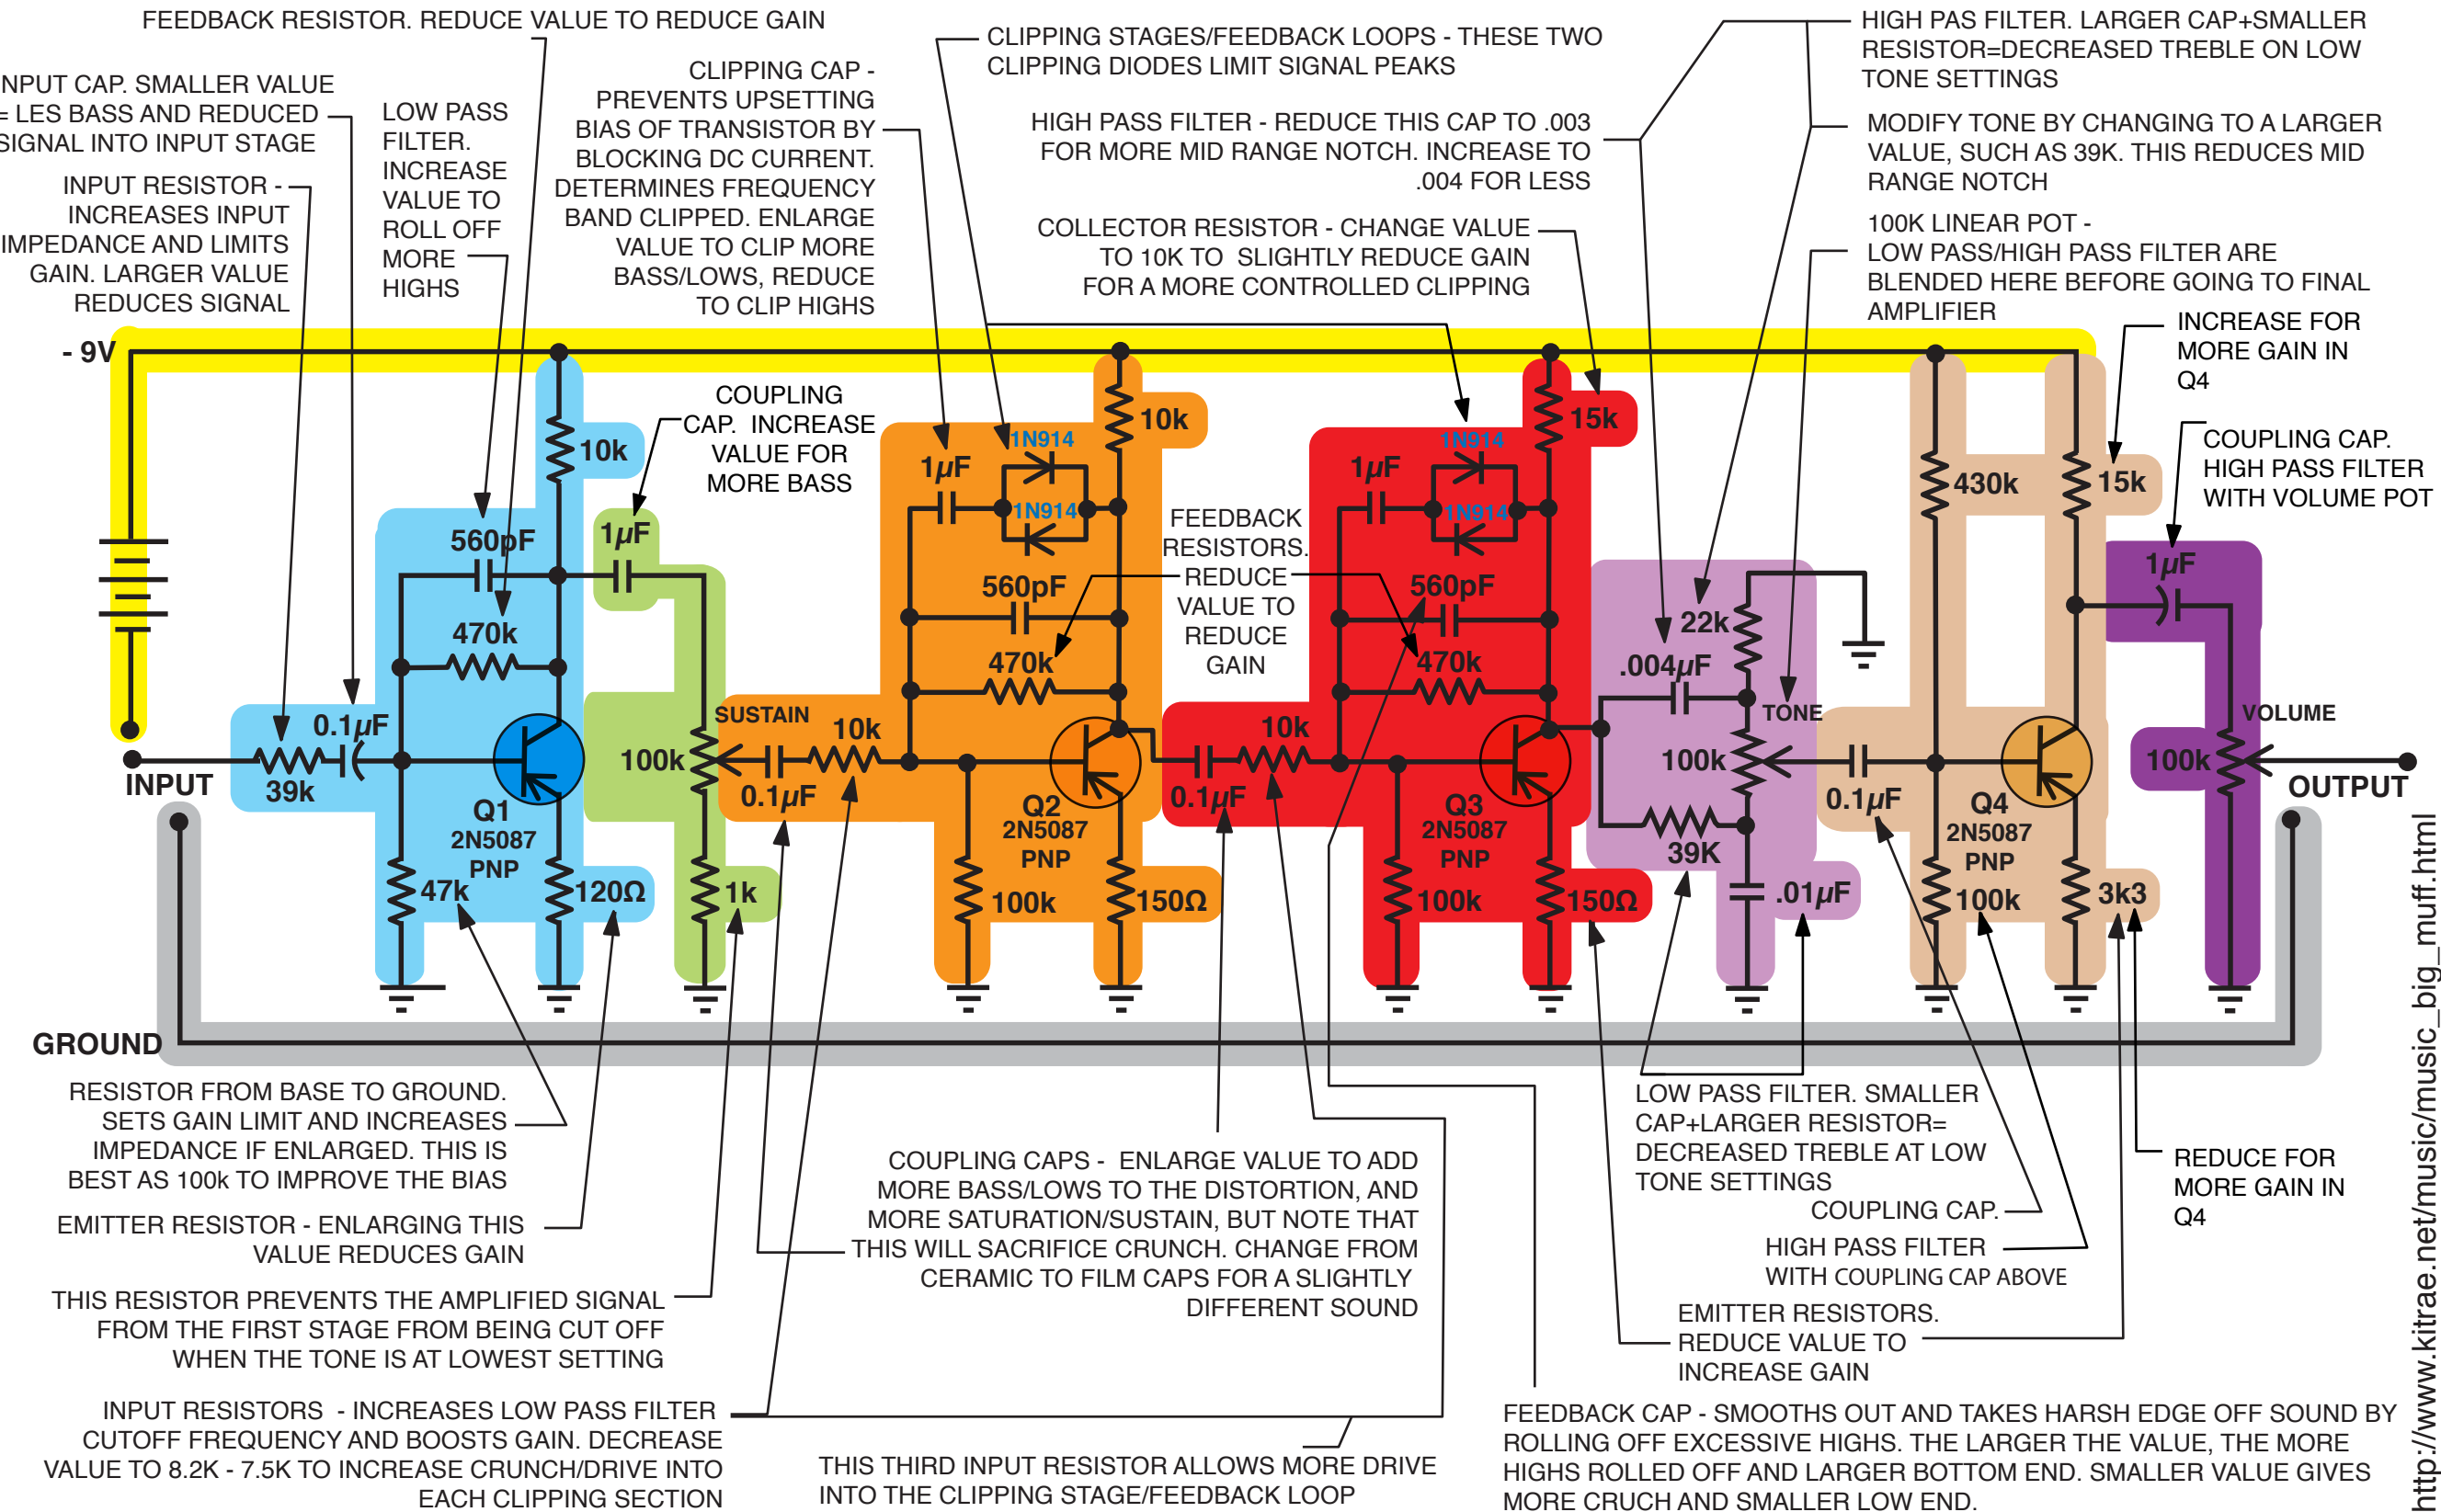 FEEDBACK RESISTOR. REDUCE VALUE TO REDUCE GAIN
NPUT CAP. SMALLER VALUE
= LES BASS AND REDUCED
SIGNAL INTO INPUT STAGE
INPUT RESISTOR -
INCREASES INPUT
IMPEDANCE AND LIMITS
GAIN. LARGER VALUE
REDUCES SIGNAL
LOW PASS
FILTER.
INCREASE
VALUE TO
ROLL OFF
MORE
HIGHS
CLIPPING CAP -
PREVENTS UPSETTING
BIAS OF TRANSISTOR BY
BLOCKING DC CURRENT.
DETERMINES FREQUENCY
BAND CLIPPED. ENLARGE
VALUE TO CLIP MORE
BASS/LOWS, REDUCE
TO CLIP HIGHS
CLIPPING STAGES/FEEDBACK LOOPS - THESE TWO
CLIPPING DIODES LIMIT SIGNAL PEAKS
HIGH PASS FILTER - REDUCE THIS CAP TO .003
FOR MORE MID RANGE NOTCH. INCREASE TO
.004 FOR LESS
COLLECTOR RESISTOR - CHANGE VALUE
TO 10K TO SLIGHTLY REDUCE GAIN
FOR A MORE CONTROLLED CLIPPING
HIGH PAS FILTER. LARGER CAP+SMALLER
RESISTOR=DECREASED TREBLE ON LOW
TONE SETTINGS
MODIFY TONE BY CHANGING TO A LARGER
VALUE, SUCH AS 39K. THIS REDUCES MID
RANGE NOTCH
100K LINEAR POT -
LOW PASS/HIGH PASS FILTER ARE
BLENDED HERE BEFORE GOING TO FINAL
AMPLIFIER
INCREASE FOR
MORE GAIN IN
Q4
COUPLING CAP.
HIGH PASS FILTER
WITH VOLUME POT
- 9V
COUPLING
CAP. INCREASE
VALUE FOR
MORE BASS
10k
560pF
470k
1µF
0.1µF
39k
INPUT
Q1
2N5087
PNP
47k
120Ω
100k
1k
SUSTAIN
0.1µF
10k
1µF
1N914
1N914
10k
560pF
470k
Q2
2N5087
PNP
100k
150Ω
FEEDBACK
RESISTORS.
REDUCE
VALUE TO
REDUCE
GAIN
0.1µF
10k
1µF
1N914
1N914
15k
560pF
470k
Q3
2N5087
PNP
100k
150Ω
22k
.004µF
TONE
100k
39K
.01µF
0.1µF
430k
15k
Q4
2N5087
PNP
100k
3k3
1µF
VOLUME
100k
OUTPUT
GROUND
RESISTOR FROM BASE TO GROUND.
SETS GAIN LIMIT AND INCREASES
IMPEDANCE IF ENLARGED. THIS IS
BEST AS 100k TO IMPROVE THE BIAS
EMITTER RESISTOR - ENLARGING THIS
VALUE REDUCES GAIN
THIS RESISTOR PREVENTS THE AMPLIFIED SIGNAL
FROM THE FIRST STAGE FROM BEING CUT OFF
WHEN THE TONE IS AT LOWEST SETTING
INPUT RESISTORS - INCREASES LOW PASS FILTER
CUTOFF FREQUENCY AND BOOSTS GAIN. DECREASE
VALUE TO 8.2K - 7.5K TO INCREASE CRUNCH/DRIVE INTO
EACH CLIPPING SECTION
COUPLING CAPS - ENLARGE VALUE TO ADD
MORE BASS/LOWS TO THE DISTORTION, AND
MORE SATURATION/SUSTAIN, BUT NOTE THAT
THIS WILL SACRIFICE CRUNCH. CHANGE FROM
CERAMIC TO FILM CAPS FOR A SLIGHTLY
DIFFERENT SOUND
THIS THIRD INPUT RESISTOR ALLOWS MORE DRIVE
INTO THE CLIPPING STAGE/FEEDBACK LOOP
LOW PASS FILTER. SMALLER
CAP+LARGER RESISTOR=
DECREASED TREBLE AT LOW
TONE SETTINGS
COUPLING CAP.
HIGH PASS FILTER
WITH COUPLING CAP ABOVE
EMITTER RESISTORS.
REDUCE VALUE TO
INCREASE GAIN
REDUCE FOR
MORE GAIN IN
Q4
FEEDBACK CAP - SMOOTHS OUT AND TAKES HARSH EDGE OFF SOUND BY
ROLLING OFF EXCESSIVE HIGHS. THE LARGER THE VALUE, THE MORE
HIGHS ROLLED OFF AND LARGER BOTTOM END. SMALLER VALUE GIVES
MORE CRUCH AND SMALLER LOW END.
http://www.kitrae.net/music/music_big_muff.html